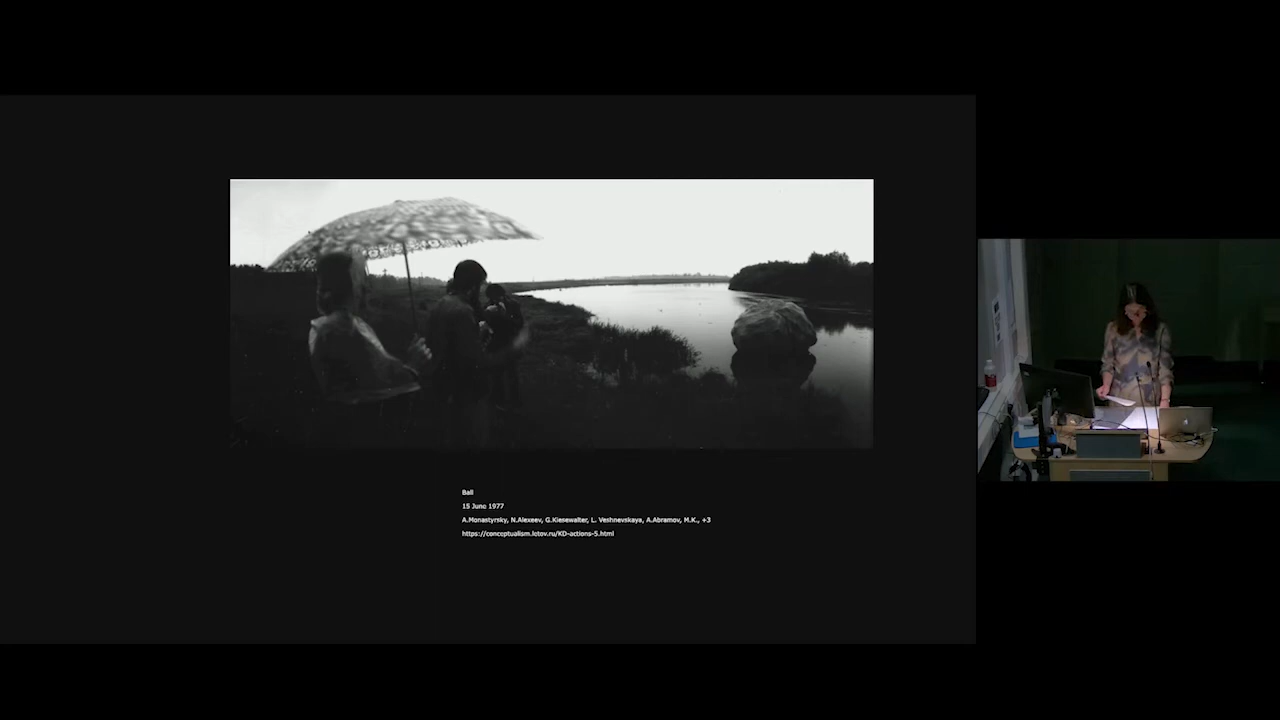 Ball
15 June 1977
A.Monastyrsky, N.Alexeev, G.Kiesewalter, L. Veshnevskaya, A.Abramov, M.K., +3
https://conceptualism.letov.ru/KD-actions-5.html